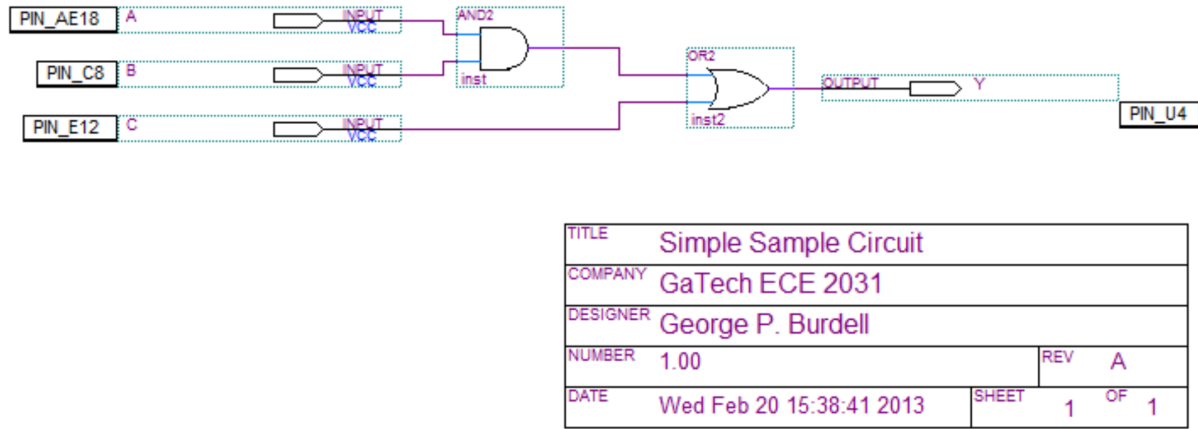 PIN_AE18 A INPUT VCC
AND2
inst
PIN_C8 B INPUT VCC
OR2
inst2
OUTPUT Y
PIN_U4
PIN_E12 C INPUT VCC
TITLE Simple Sample Circuit
COMPANY GaTech ECE 2031
DESIGNER George P. Burdell
NUMBER 1.00 REV A
DATE Wed Feb 20 15:38:41 2013 SHEET 1 OF 1